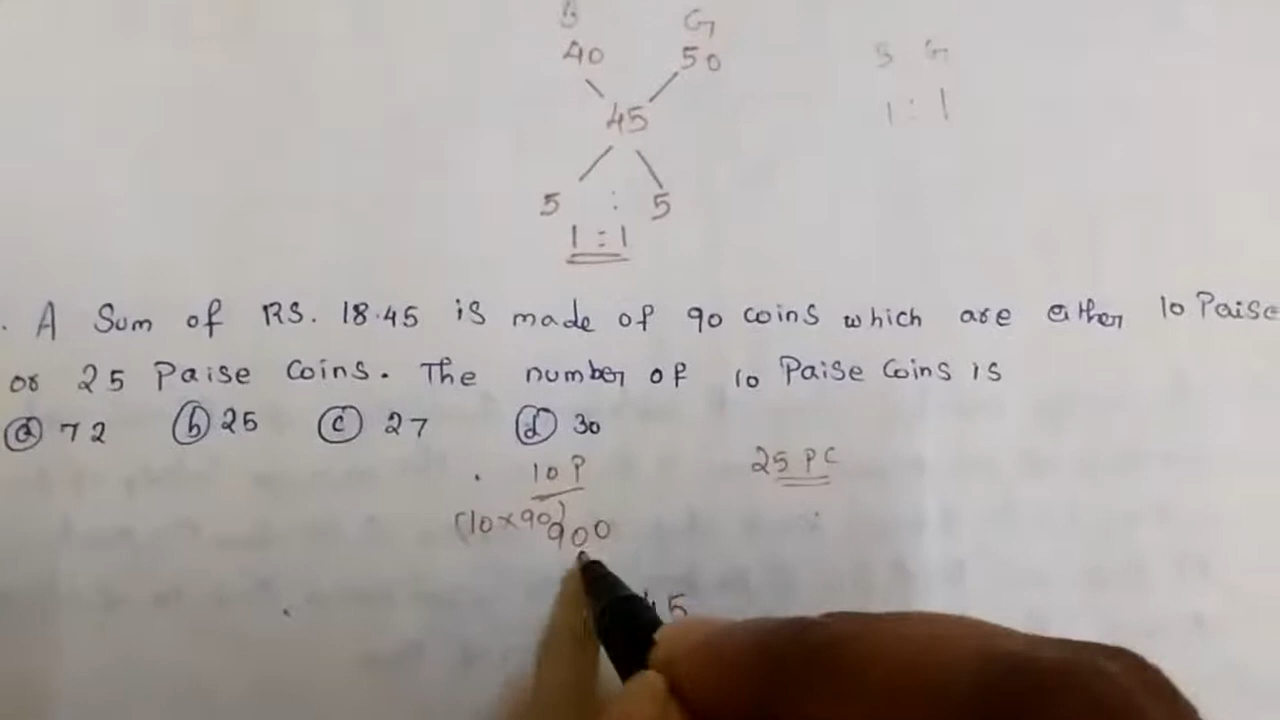 B G
40 50
45
5 : 5
1 : 1
B G
1 : 1
. A Sum of RS. 18.45 is made of 90 coins which are either 10 Paise
or 25 Paise Coins. The number of 10 Paise Coins is
(a) 72 (b) 25 (c) 27 (d) 30
10 P 25 PC
(10×90) 900
45